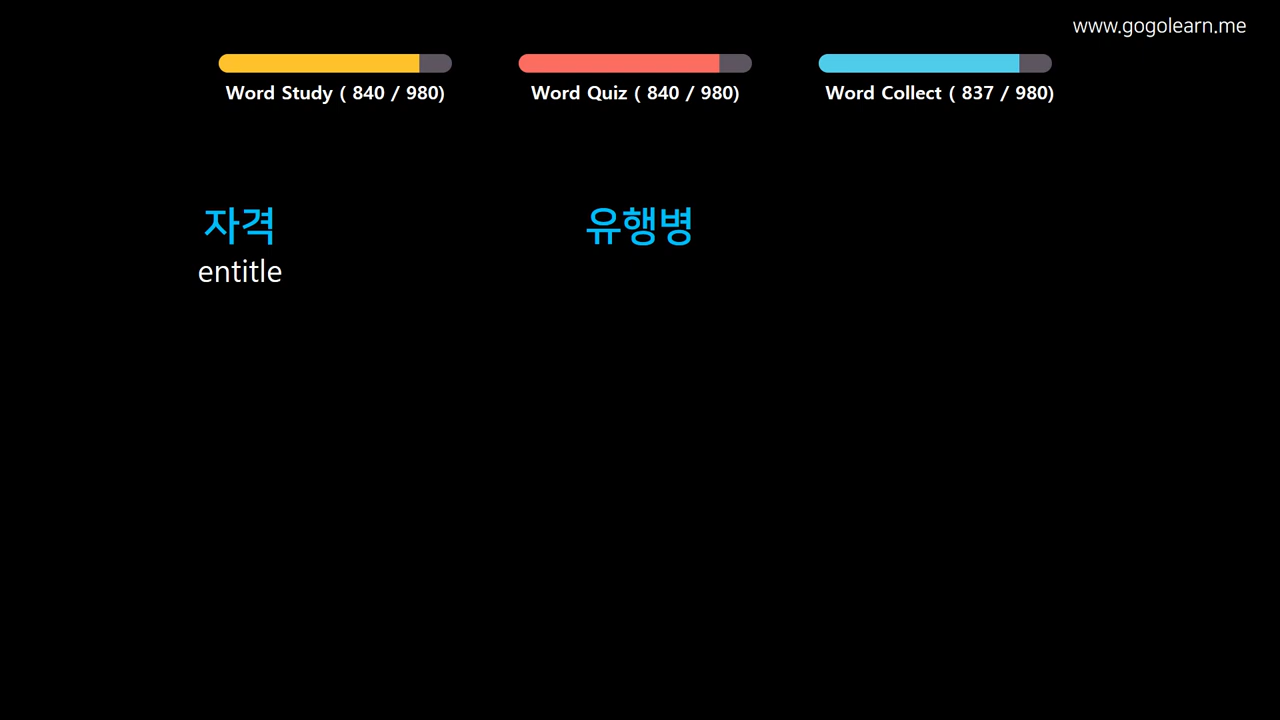 www.gogolearn.me
Word Study ( 840 / 980)
Word Quiz ( 840 / 980)
Word Collect ( 837 / 980)
자격
entitle
유행병